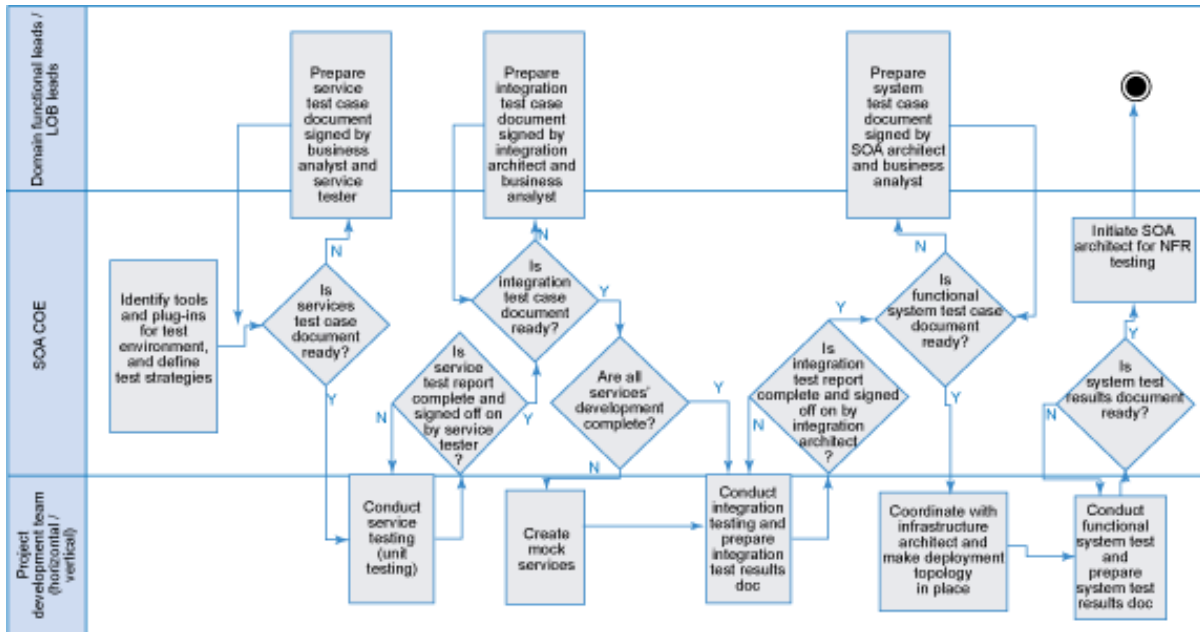 Domain functional leads /
LOB leads
Prepare
service
test case
document
signed by
business
analyst and
service
tester
Prepare
integration
test case
document
signed by
integration
architect and
business
analyst
Prepare
system
test case
document
signed by
SOA architect
and business
analyst
SOA COE
Identify tools
and plug-ins
for test
environment,
and define
test strategies
Is
services
test case
document
ready?
N
Y
Is
service
test report
complete and
signed off on
by service
tester
?
N
Y
Is
integration
test case
document
ready?
N
Y
Are all
services'
development
complete?
Y
N
Is
integration
test report
complete and signed
off on by
integration
architect
?
Y
N
Is
functional
system test case
document
ready?
N
Y
Initiate SOA
architect for NFR
testing
Y
Is
system test
results document
ready?
N
Project
development team
(horizontal /
vertical)
Conduct
service
testing
(unit
testing)
Create
mock
services
Conduct
integration
testing and
prepare
integration
test results
doc
Coordinate with
infrastructure
architect and
make deployment
topology
in place
Conduct
functional
system test
and
prepare
system test
results doc